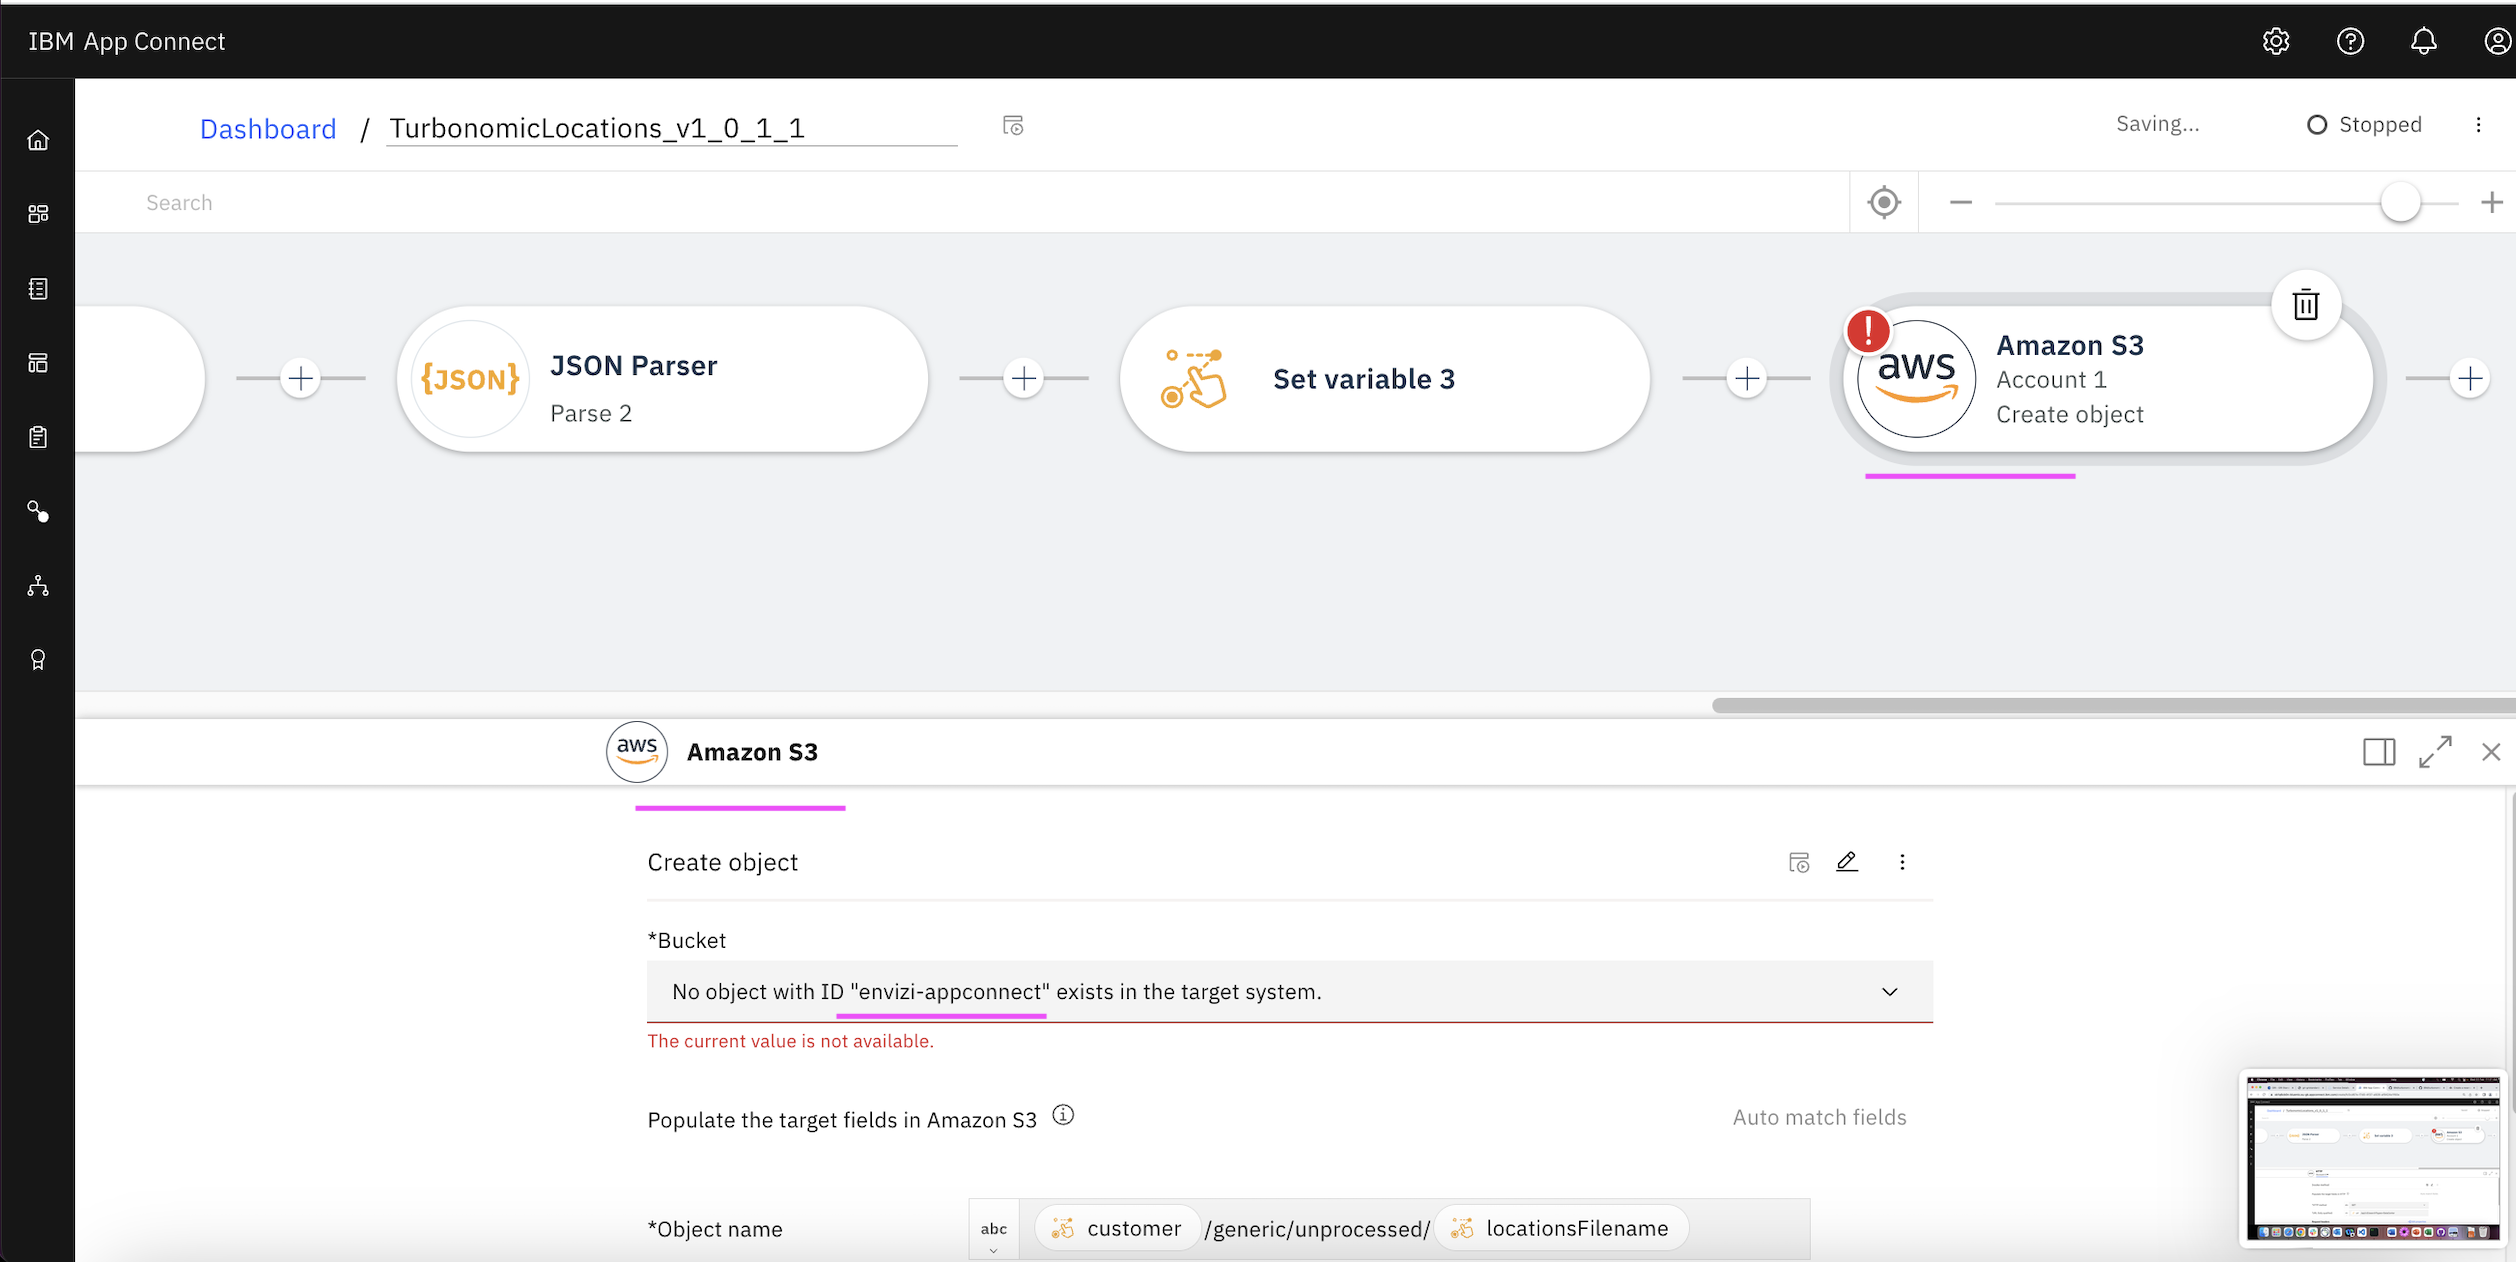 IBM App Connect
Dashboard / TurbonomicLocations_v1_0_1_1
Saving...
Stopped
Search
{JSON}
JSON Parser
Parse 2
Set variable 3
!
aws
Amazon S3
Account 1
Create object
aws
Amazon S3
Create object
*Bucket
No object with ID "envizi-appconnect" exists in the target system.
The current value is not available.
Populate the target fields in Amazon S3
Auto match fields
*Object name
abc
customer /generic/unprocessed/ locationsFilename